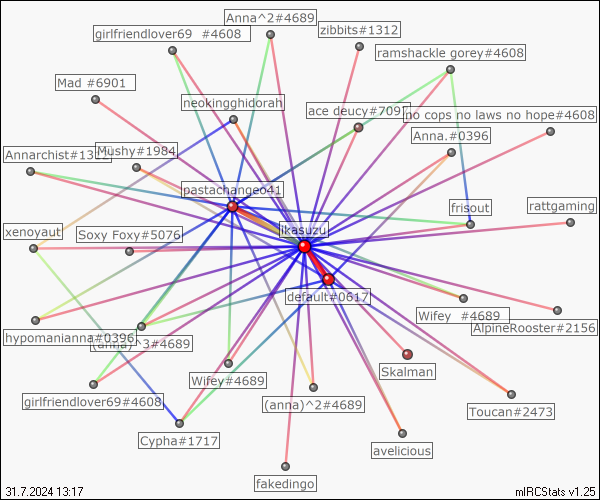 Anna^2#4689
girlfriendlover69 #4608
zibbits#1312
ramshackle gorey#4608
Mad #6901
neokingghidorah
ace deucy#709
no cops no laws no hope#4608
Anna.#0396
Mushy#1984
Annarchist#13
pastachangeo41
rattgaming
frisout
ikasuzu
xenoyaut
Soxy Foxy#5076
default#0617
Wifey #4689
AlpineRooster#2156
hypomanianna#0396
(anna)^3#4689
Skalman
Wifey#4689
girlfriendlover69#4608
(anna)^2#4689
Toucan#2473
Cypha#1717
avelicious
fakedingo
31.7.2024 13:17
mIRCStats v1.25